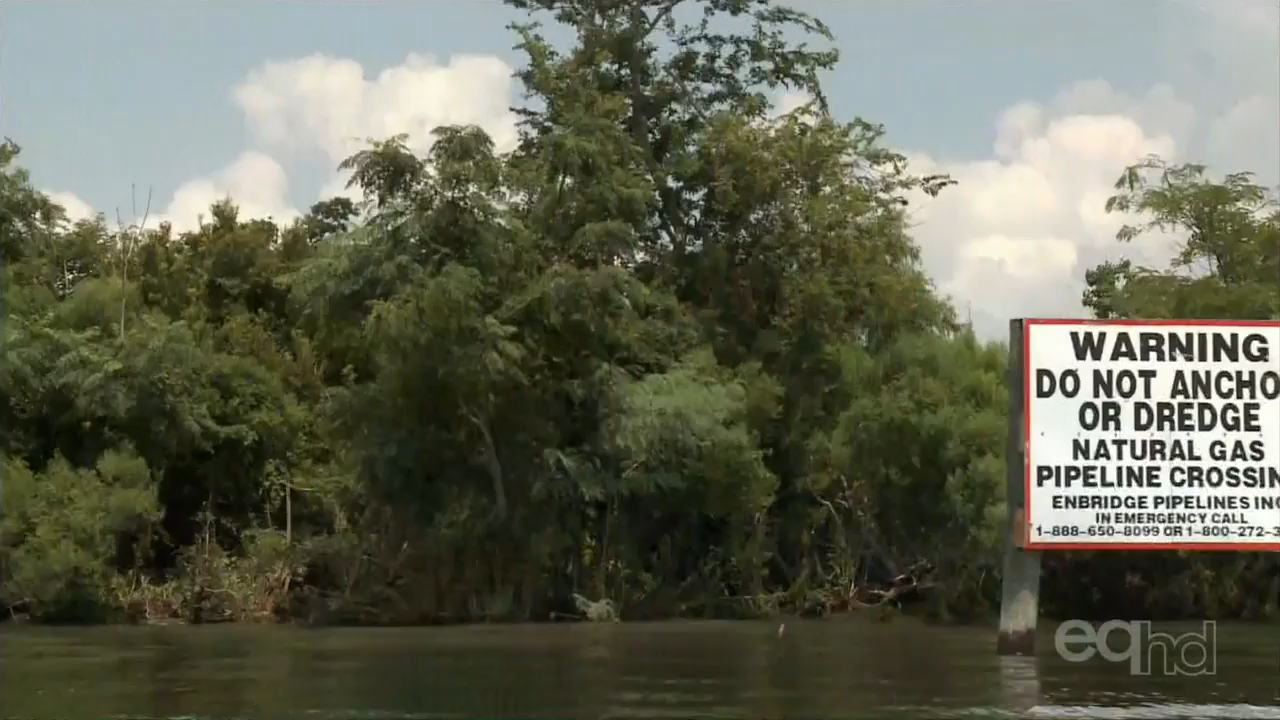 WARNING
DO NOT ANCHO
OR DREDGE
NATURAL GAS
PIPELINE CROSSIN
ENBRIDGE PIPELINES INC
IN EMERGENCY CALL
1-888-650-8099 OR 1-800-272-3
eqhd